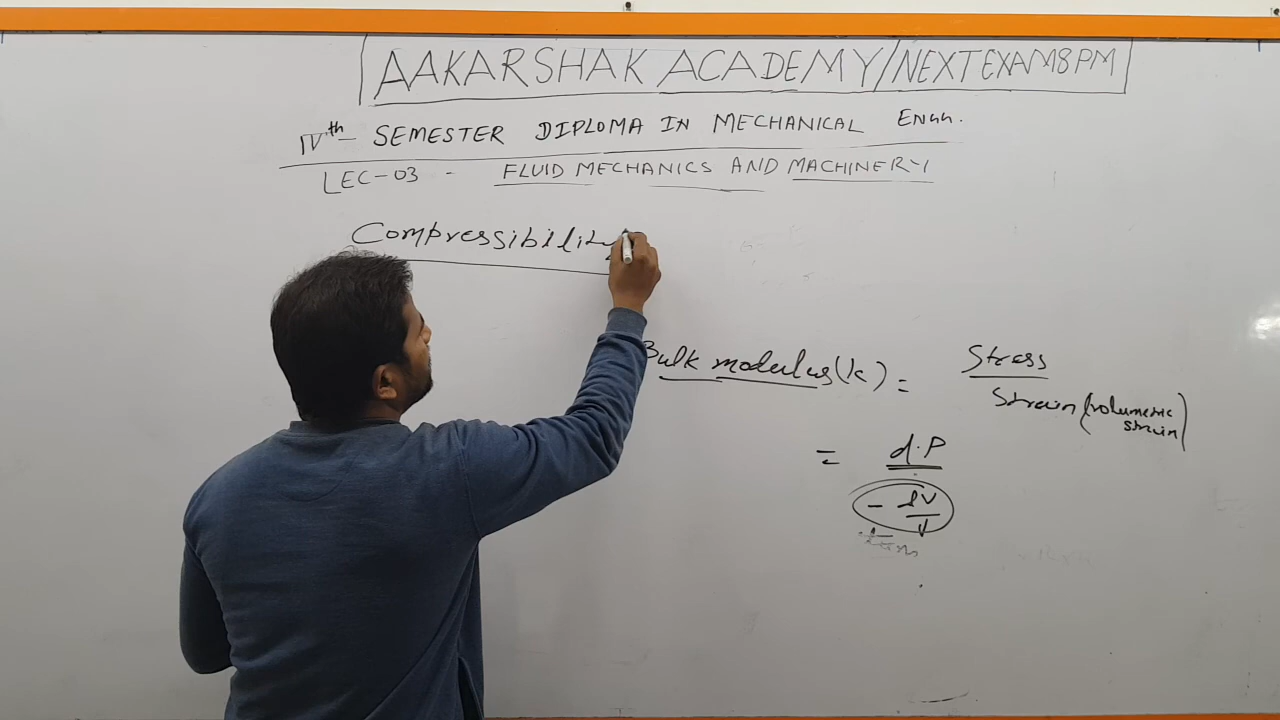 AAKARSHAK ACADEMY/NEXTEXAM8PM
IVth SEMESTER DIPLOMA IN MECHANICAL ENGG.
LEC-03 - FLUID MECHANICS AND MACHINERY
Compressibility
Bulk modulus (k) = Stress
Strain (volumetric
strain)
= d.P
- dV
V